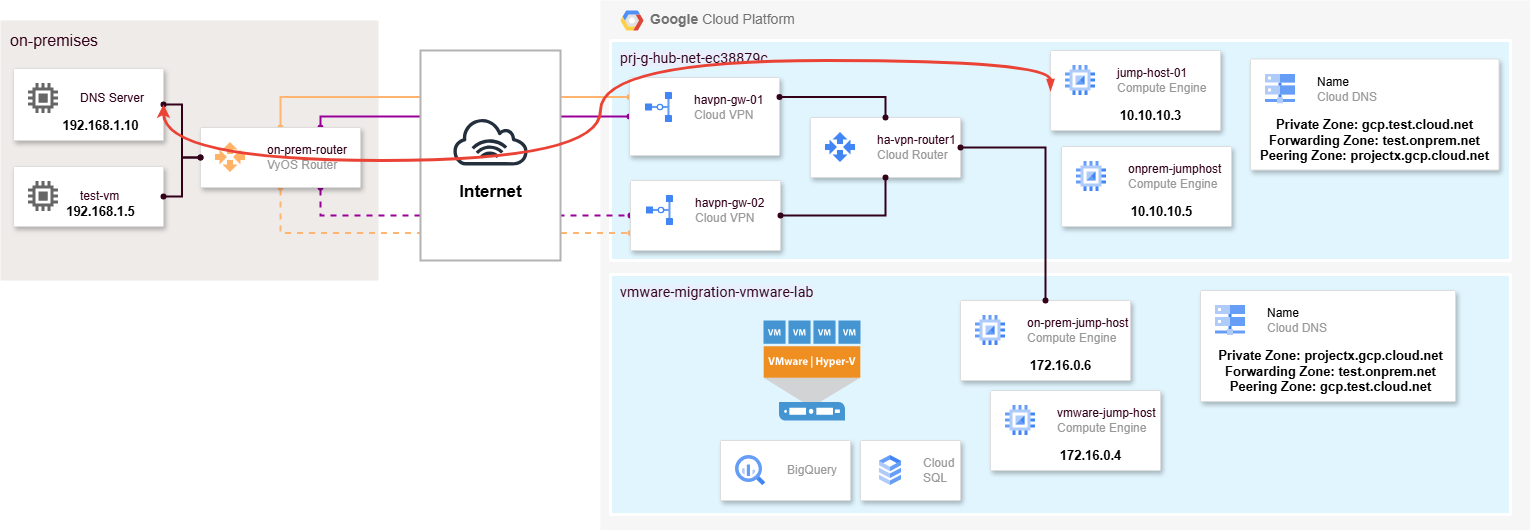 Google Cloud Platform
on-premises
DNS Server
192.168.1.10
test-vm
192.168.1.5
on-prem-router
VyOS Router
Internet
prj-g-hub-net-ec38879c
havpn-gw-01
Cloud VPN
havpn-gw-02
Cloud VPN
ha-vpn-router1
Cloud Router
jump-host-01
Compute Engine
10.10.10.3
onprem-jumphost
Compute Engine
10.10.10.5
Name
Cloud DNS
Private Zone: gcp.test.cloud.net
Forwarding Zone: test.onprem.net
Peering Zone: projectx.gcp.cloud.net
vmware-migration-vmware-lab
VM VM VM VM
VMware | Hyper-V
BigQuery
Cloud
SQL
on-prem-jump-host
Compute Engine
172.16.0.6
vmware-jump-host
Compute Engine
172.16.0.4
Name
Cloud DNS
Private Zone: projectx.gcp.cloud.net
Forwarding Zone: test.onprem.net
Peering Zone: gcp.test.cloud.net